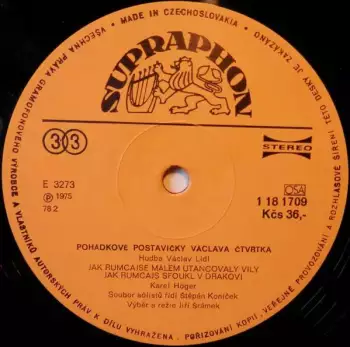 MADE IN CZECHOSLOVAKIA
VŠECHNA PRÁVA GRAMOFONOVÉHO VÝROBCE A VLASTNÍKŮ AUTORSKÝCH PRÁV K DÍLU VYHRAŽENA. POŘIZOVÁNÍ KOPIÍ, VEŘEJNÉ PROVOZOVÁNÍ A ROZHLASOVÉ ŠÍŘENÍ TÉTO DESKY JE ZAKÁZÁNO
SUPRAPHON
33
STEREO
E 3273
℗ 1975
78 2
OSA
1 18 1709
Kčs 36,-
POHÁDKOVÉ POSTAVIČKY VÁCLAVA ČTVRTKA
Hudba Václav Lídl
JAK RUMCAJSE MÁLEM UTANCOVALY VÍLY
JAK RUMCAJS SFOUKL V DRAKOVI
Karel Höger
Soubor sólistů řídí Štěpán Koníček
Výběr a režie Jiří Šrámek